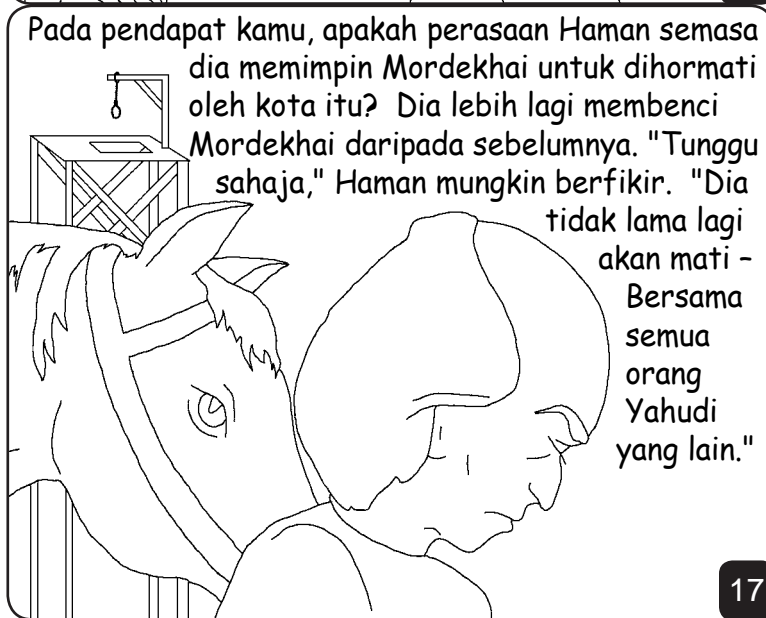 Pada pendapat kamu, apakah perasaan Haman semasa
dia memimpin Mordekhai untuk dihormati
oleh kota itu?  Dia lebih lagi membenci
Mordekhai daripada sebelumnya. "Tunggu
sahaja," Haman mungkin berfikir.  "Dia
tidak lama lagi
akan mati –
Bersama
semua
orang
Yahudi
yang lain."
17